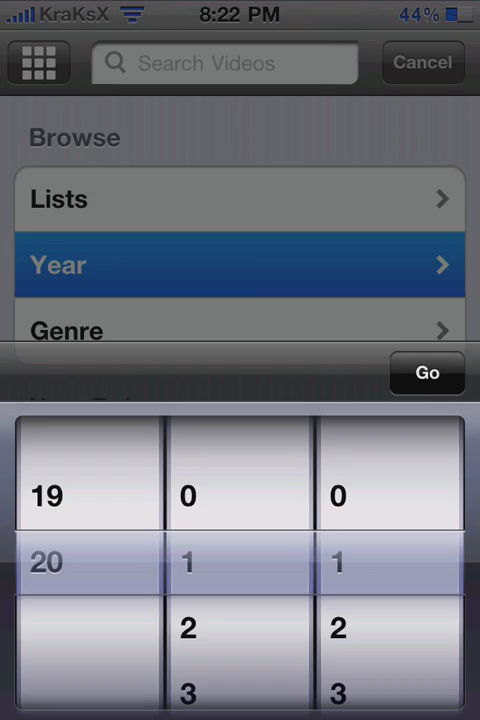 KraKsX 8:22 PM 44%
Search Videos Cancel
Browse
Lists
Year
Genre
Go
19 0 0
20 1 1
2 2
3 3